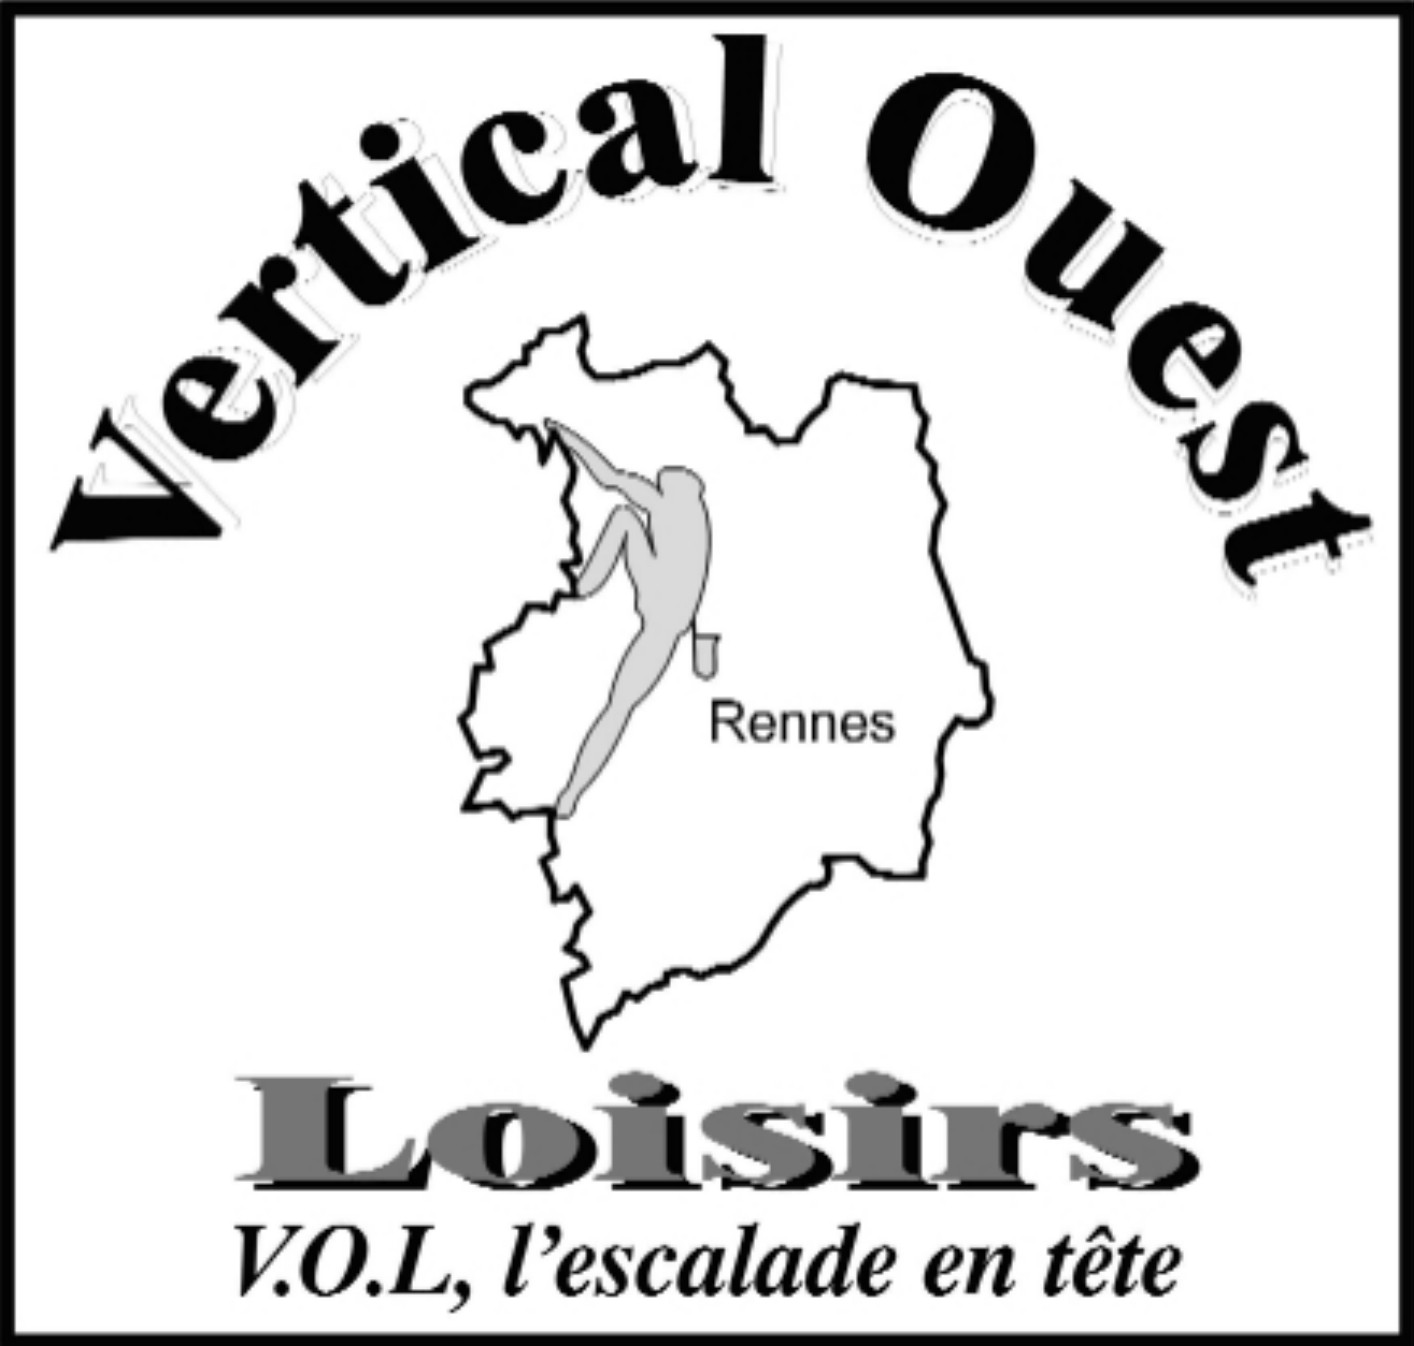 Vertical Ouest
Rennes
Loisirs
V.O.L, l'escalade en tête